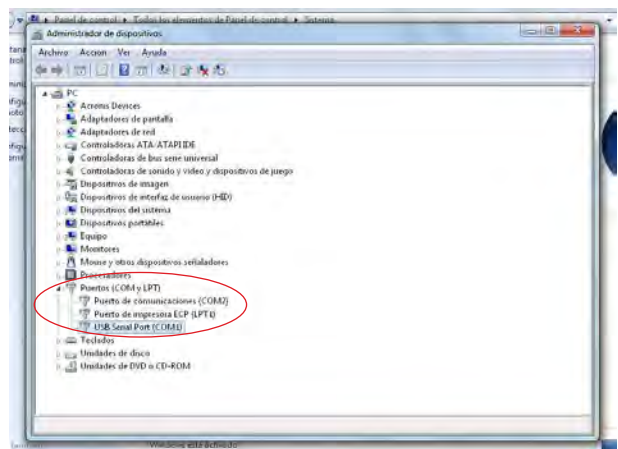 Panel de control ▸ Todos los elementos de Panel de control ▸ Sistema
Administrador de dispositivos
Archivo Acción Ver Ayuda
PC
Acronis Devices
Adaptadores de pantalla
Adaptadores de red
Controladoras ATA/ATAPI IDE
Controladoras de bus serie universal
Controladoras de sonido y vídeo y dispositivos de juego
Dispositivos de imagen
Dispositivos de interfaz de usuario (HID)
Dispositivos del sistema
Dispositivos portátiles
Equipo
Monitores
Mouse y otros dispositivos señaladores
Procesadores
Puertos (COM y LPT)
Puerto de comunicaciones (COM2)
Puerto de impresora ECP (LPT1)
USB Serial Port (COM1)
Teclados
Unidades de disco
Unidades de DVD o CD-ROM
Windows está activado